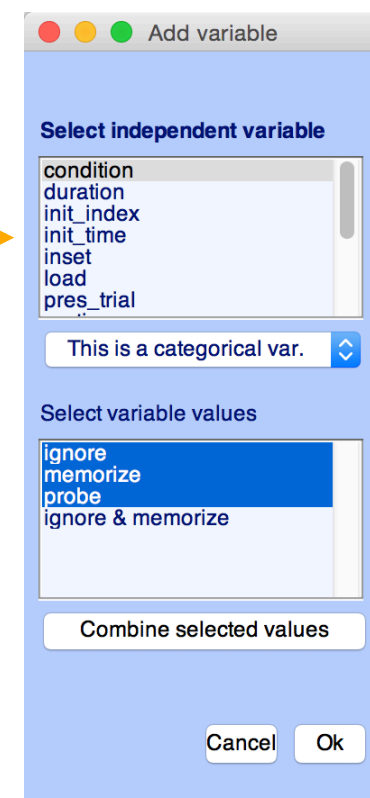 Add variable
Select independent variable
condition
duration
init_index
init_time
inset
load
pres_trial
This is a categorical var.
Select variable values
ignore
memorize
probe
ignore & memorize
Combine selected values
Cancel Ok